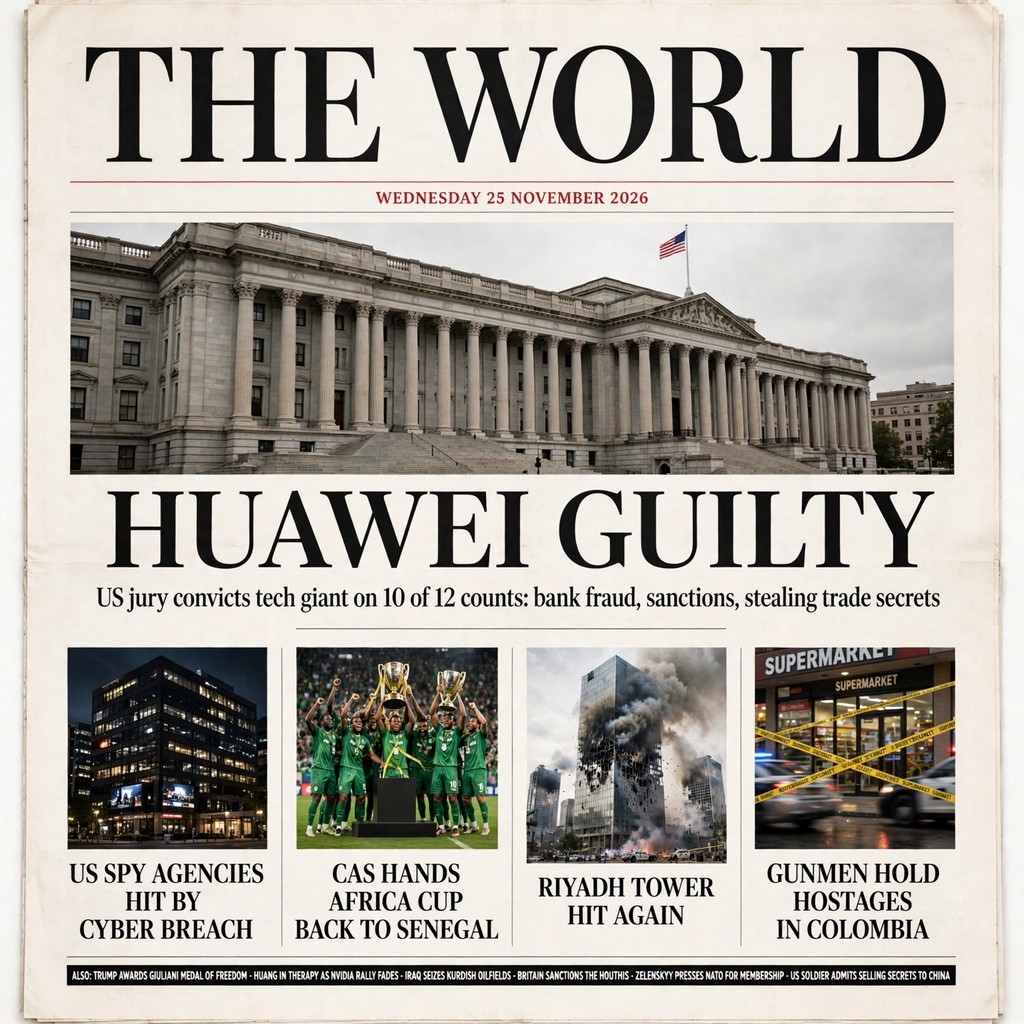 THE WORLD
WEDNESDAY 25 NOVEMBER 2026
HUAWEI GUILTY
US jury convicts tech giant on 10 of 12 counts: bank fraud, sanctions, stealing trade secrets
US SPY AGENCIES
HIT BY
CYBER BREACH
CAS HANDS
AFRICA CUP
BACK TO SENEGAL
RIYADH TOWER
HIT AGAIN
SUPERMARKET
SUPERMARKET
GUNMEN HOLD
HOSTAGES
IN COLOMBIA
ALSO: TRUMP AWARDS GIULIANI MEDAL OF FREEDOM - HUANG IN THERAPY AS NVIDIA RALLY FADES - IRAQ SEIZES KURDISH OILFIELDS - BRITAIN SANCTIONS THE HOUTHIS - ZELENSKYY PRESSES NATO FOR MEMBERSHIP - US SOLDIER ADMITS SELLING SECRETS TO CHINA